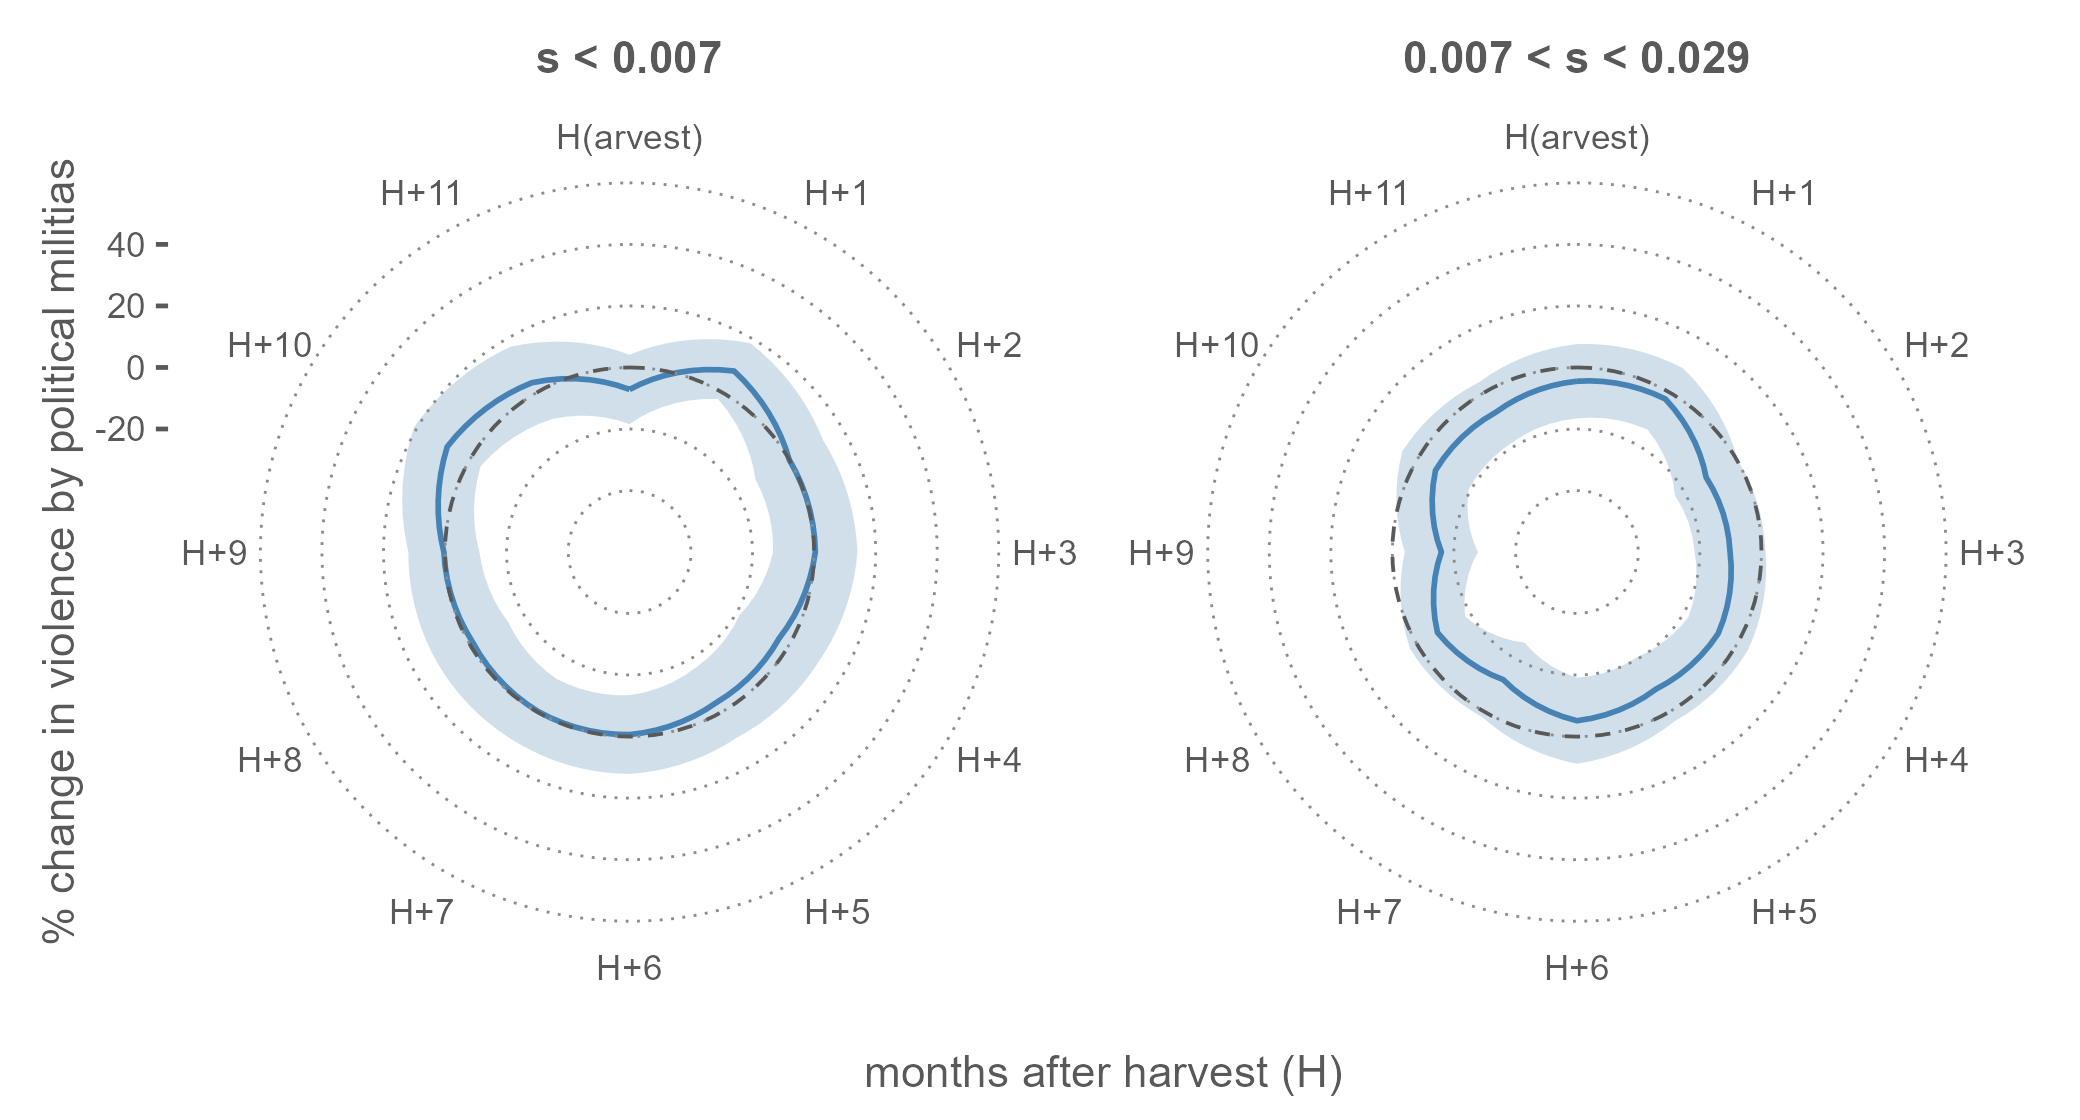 s < 0.007
0.007 < s < 0.029
% change in violence by political militias
40
20
0
-20
H(arvest)
H+1
H+2
H+3
H+4
H+5
H+6
H+7
H+8
H+9
H+10
H+11
H(arvest)
H+1
H+2
H+3
H+4
H+5
H+6
H+7
H+8
H+9
H+10
H+11
months after harvest (H)